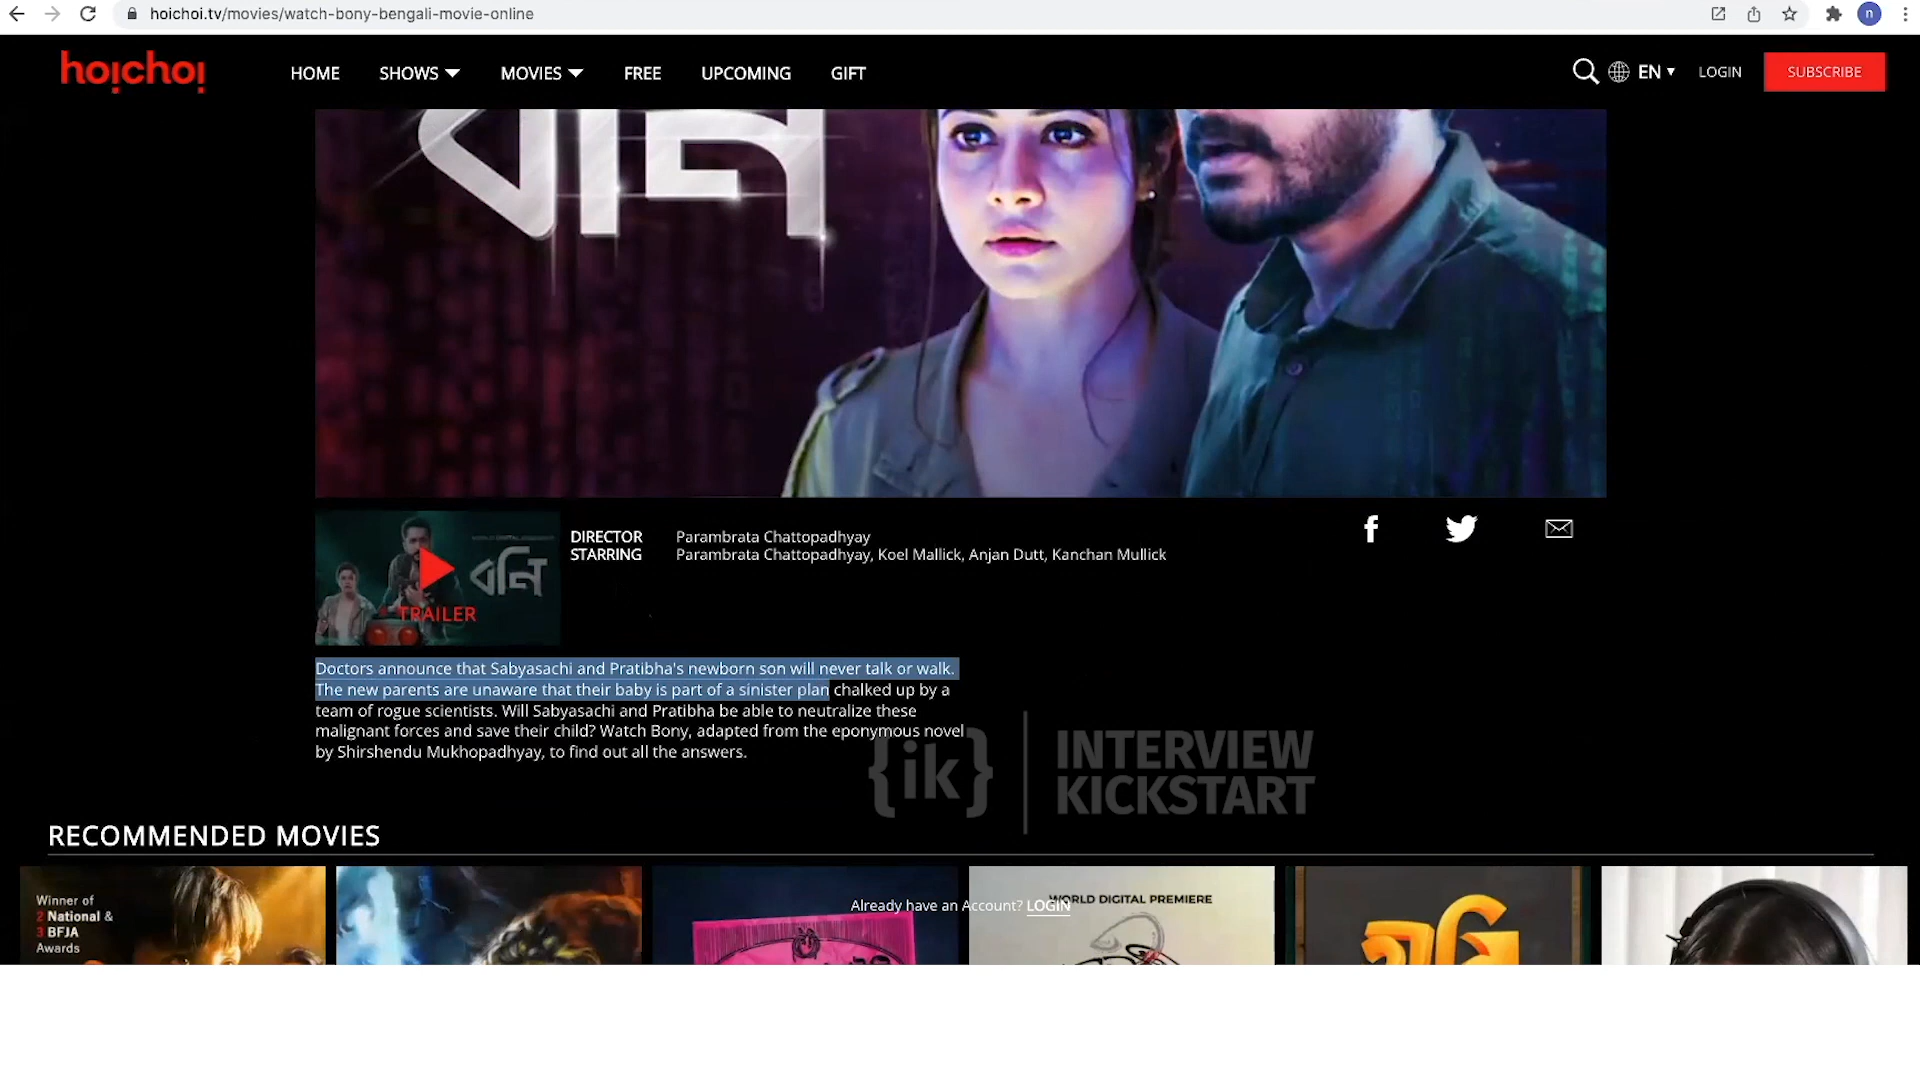 hoichoi.tv/movies/watch-bony-bengali-movie-online
n
hoichoi
HOME SHOWS MOVIES FREE UPCOMING GIFT
EN LOGIN SUBSCRIBE
বনি
বনি
TRAILER
DIRECTOR Parambrata Chattopadhyay
STARRING Parambrata Chattopadhyay, Koel Mallick, Anjan Dutt, Kanchan Mullick
Doctors announce that Sabyasachi and Pratibha's newborn son will never talk or walk.
The new parents are unaware that their baby is part of a sinister plan chalked up by a
team of rogue scientists. Will Sabyasachi and Pratibha be able to neutralize these
malignant forces and save their child? Watch Bony, adapted from the eponymous novel
by Shirshendu Mukhopadhyay, to find out all the answers.
{ik} INTERVIEW
KICKSTART
RECOMMENDED MOVIES
Winner of
2 National &
3 BFJA
Awards
WORLD DIGITAL PREMIERE
Already have an Account? LOGIN